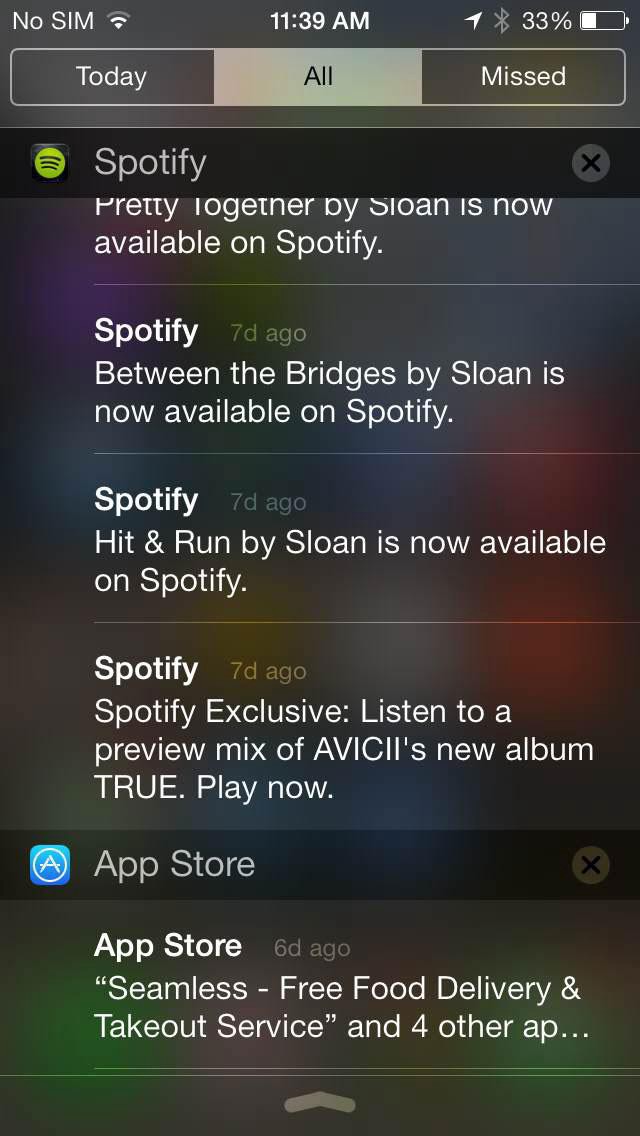 No SIM 11:39 AM 33%
Today All Missed
Spotify
Pretty Together by Sloan is now
available on Spotify.
Spotify 7d ago
Between the Bridges by Sloan is
now available on Spotify.
Spotify 7d ago
Hit & Run by Sloan is now available
on Spotify.
Spotify 7d ago
Spotify Exclusive: Listen to a
preview mix of AVICII's new album
TRUE. Play now.
App Store
App Store 6d ago
“Seamless - Free Food Delivery &
Takeout Service” and 4 other ap…